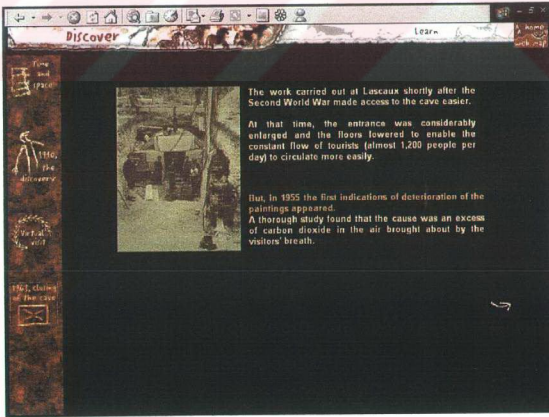 Discover
Learn
home
Time
and
space
1940,
the
discovery
Virtual
visit
1963, closing
of the cave
The work carried out at Lascaux shortly after the
Second World War made access to the cave easier.
At that time, the entrance was considerably
enlarged and the floors lowered to enable the
constant flow of tourists (almost 1,200 people per
day) to circulate more easily.
But, in 1955 the first indications of deterioration of the
paintings appeared.
A thorough study found that the cause was an excess
of carbon dioxide in the air brought about by the
visitors' breath.